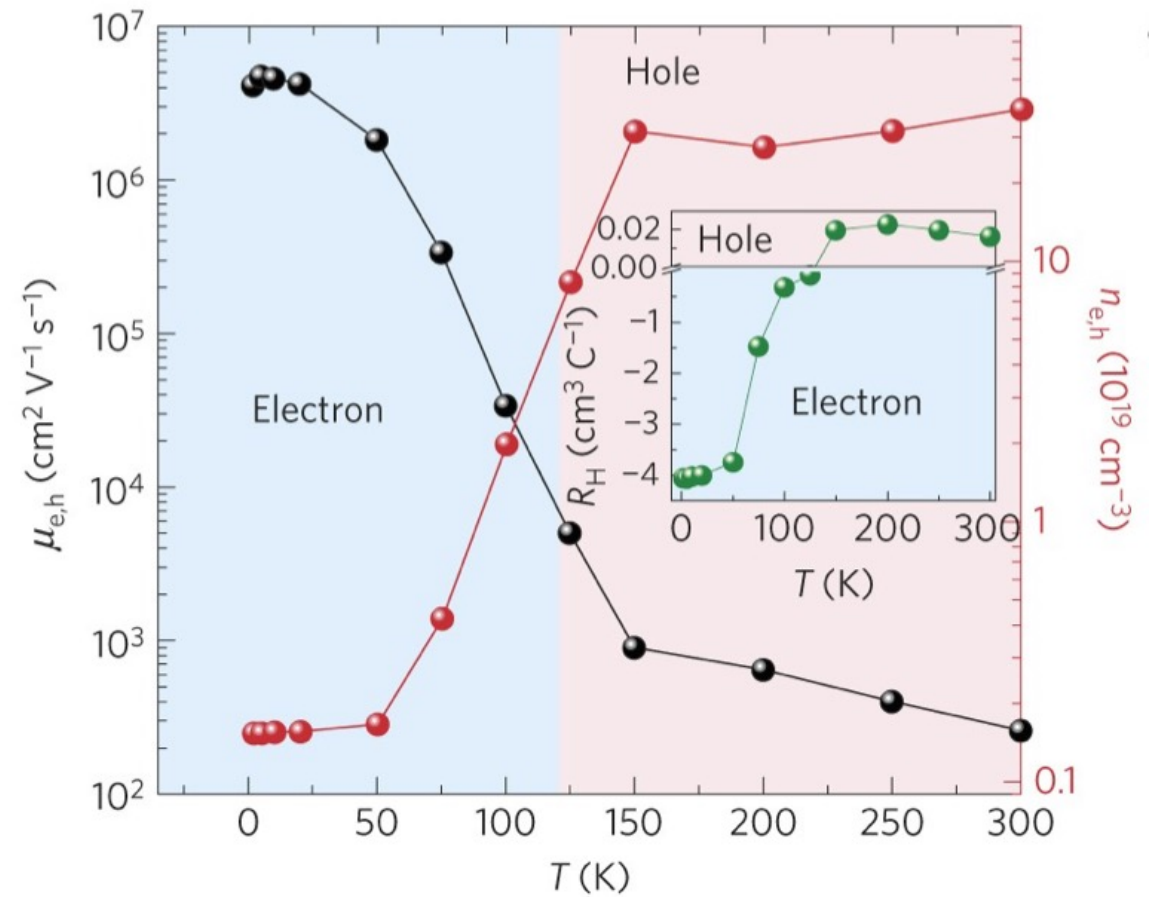 10⁷
10⁶
10⁵
10⁴
10³
10²
μe,h (cm² V⁻¹ s⁻¹)
Electron
Hole
0
50
100
150
200
250
300
T (K)
10
1
0.1
ne,h (10¹⁹ cm⁻³)
0.02
0.00
−1
−2
−3
−4
RH (cm³ C⁻¹)
Hole
Electron
0
100
200
300
T (K)